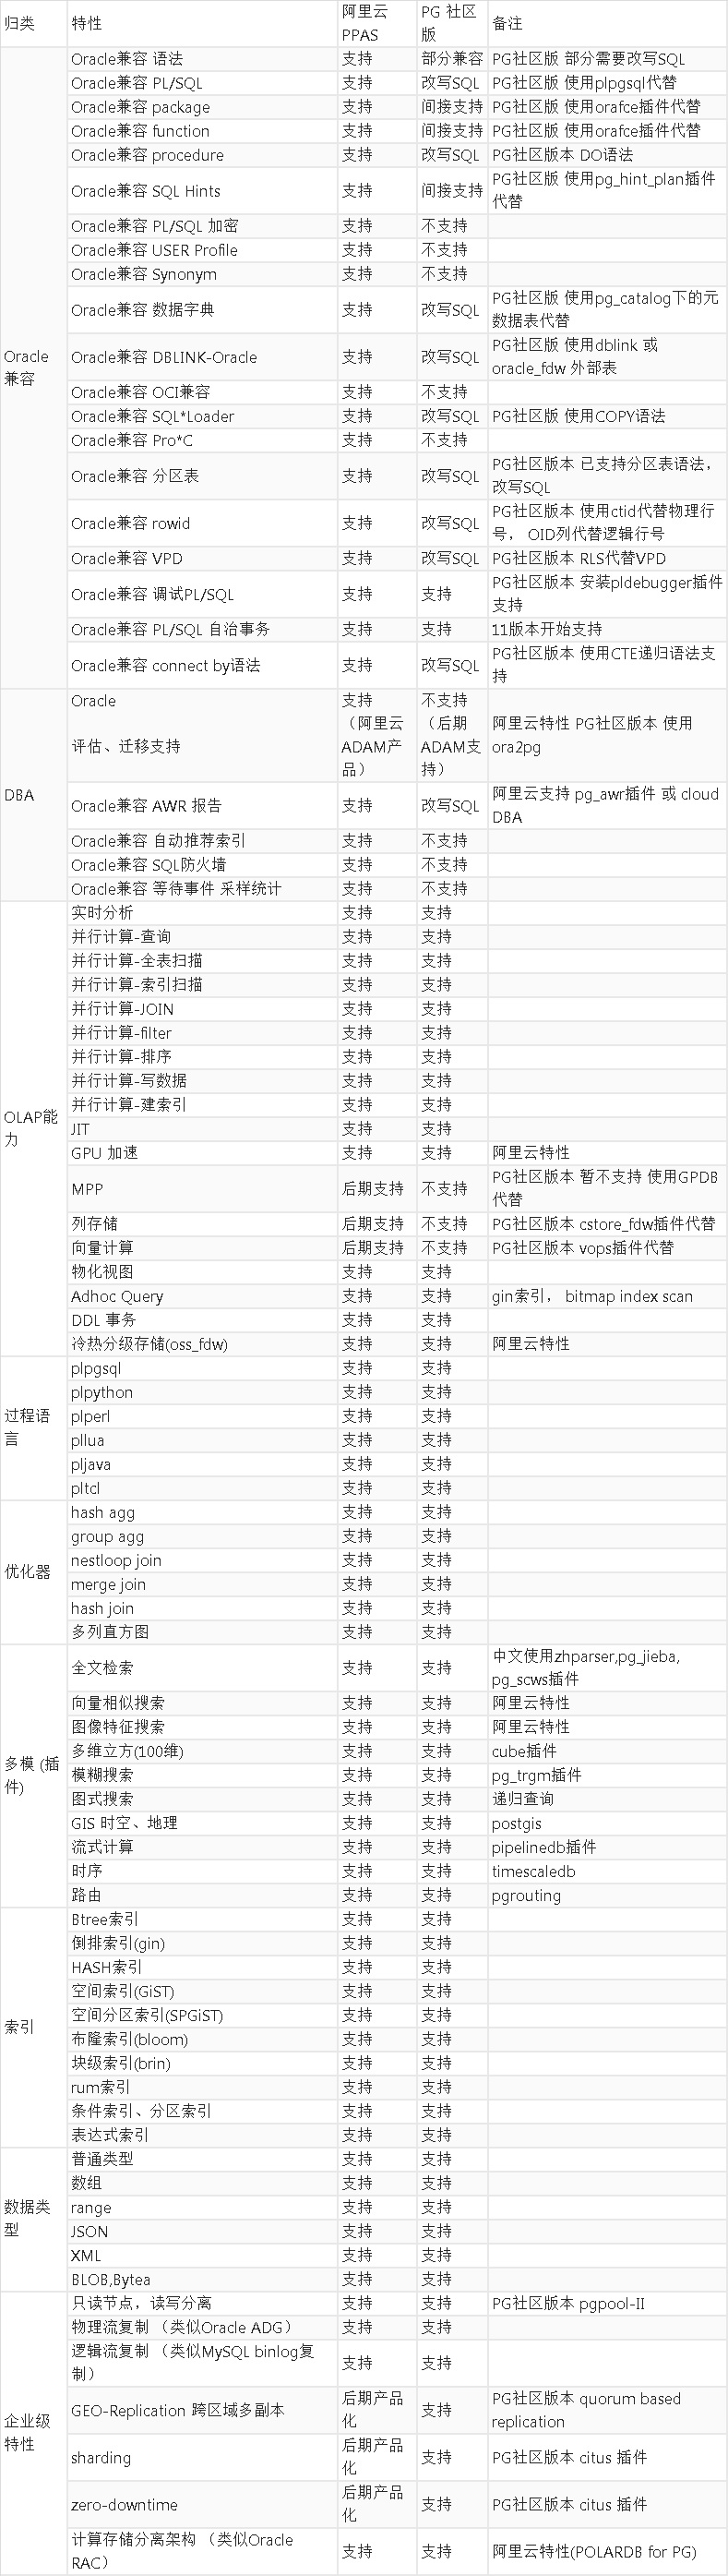 归类 特性 阿里云PPAS PG 社区版 备注
Oracle兼容
Oracle兼容 语法 支持 部分兼容 PG社区版 部分需要改写SQL
Oracle兼容 PL/SQL 支持 改写SQL PG社区版 使用plpgsql代替
Oracle兼容 package 支持 间接支持 PG社区版 使用orafce插件代替
Oracle兼容 function 支持 间接支持 PG社区版 使用orafce插件代替
Oracle兼容 procedure 支持 改写SQL PG社区版本 DO语法
Oracle兼容 SQL Hints 支持 间接支持 PG社区版 使用pg_hint_plan插件代替
Oracle兼容 PL/SQL 加密 支持 不支持
Oracle兼容 USER Profile 支持 不支持
Oracle兼容 Synonym 支持 不支持
Oracle兼容 数据字典 支持 改写SQL PG社区版 使用pg_catalog下的元数据表代替
Oracle兼容 DBLINK-Oracle 支持 改写SQL PG社区版 使用dblink 或 oracle_fdw 外部表
Oracle兼容 OCI兼容 支持 不支持
Oracle兼容 SQL*Loader 支持 改写SQL PG社区版 使用COPY语法
Oracle兼容 Pro*C 支持 不支持
Oracle兼容 分区表 支持 改写SQL PG社区版本 已支持分区表语法，改写SQL
Oracle兼容 rowid 支持 改写SQL PG社区版本 使用ctid代替物理行号， OID列代替逻辑行号
Oracle兼容 VPD 支持 改写SQL PG社区版本 RLS代替VPD
Oracle兼容 调试PL/SQL 支持 支持 PG社区版本 安装pldebugger插件支持
Oracle兼容 PL/SQL 自治事务 支持 支持 11版本开始支持
Oracle兼容 connect by语法 支持 改写SQL PG社区版本 使用CTE递归语法支持
DBA
Oracle 评估、迁移支持 支持（阿里云ADAM产品） 不支持（后期ADAM支持） 阿里云特性 PG社区版本 使用ora2pg
Oracle兼容 AWR 报告 支持 改写SQL 阿里云支持 pg_awr插件 或 cloud DBA
Oracle兼容 自动推荐索引 支持 不支持
Oracle兼容 SQL防火墙 支持 不支持
Oracle兼容 等待事件 采样统计 支持 不支持
OLAP能力
实时分析 支持 支持
并行计算-查询 支持 支持
并行计算-全表扫描 支持 支持
并行计算-索引扫描 支持 支持
并行计算-JOIN 支持 支持
并行计算-filter 支持 支持
并行计算-排序 支持 支持
并行计算-写数据 支持 支持
并行计算-建索引 支持 支持
JIT 支持 支持
GPU 加速 支持 支持 阿里云特性
MPP 后期支持 不支持 PG社区版本 暂不支持 使用GPDB代替
列存储 后期支持 不支持 PG社区版本 cstore_fdw插件代替
向量计算 后期支持 不支持 PG社区版本 vops插件代替
物化视图 支持 支持
Adhoc Query 支持 支持 gin索引， bitmap index scan
DDL 事务 支持 支持
冷热分级存储(oss_fdw) 支持 支持 阿里云特性
过程语言
plpgsql 支持 支持
plpython 支持 支持
plperl 支持 支持
pllua 支持 支持
pljava 支持 支持
pltcl 支持 支持
优化器
hash agg 支持 支持
group agg 支持 支持
nestloop join 支持 支持
merge join 支持 支持
hash join 支持 支持
多列直方图 支持 支持
多模 (插件)
全文检索 支持 支持 中文使用zhparser,pg_jieba, pg_scws插件
向量相似搜索 支持 支持 阿里云特性
图像特征搜索 支持 支持 阿里云特性
多维立方(100维) 支持 支持 cube插件
模糊搜索 支持 支持 pg_trgm插件
图式搜索 支持 支持 递归查询
GIS 时空、地理 支持 支持 postgis
流式计算 支持 支持 pipelinedb插件
时序 支持 支持 timescaledb
路由 支持 支持 pgrouting
索引
Btree索引 支持 支持
倒排索引(gin) 支持 支持
HASH索引 支持 支持
空间索引(GiST) 支持 支持
空间分区索引(SPGiST) 支持 支持
布隆索引(bloom) 支持 支持
块级索引(brin) 支持 支持
rum索引 支持 支持
条件索引、分区索引 支持 支持
表达式索引 支持 支持
数据类型
普通类型 支持 支持
数组 支持 支持
range 支持 支持
JSON 支持 支持
XML 支持 支持
BLOB,Bytea 支持 支持
企业级特性
只读节点，读写分离 支持 支持 PG社区版本 pgpool-II
物理流复制 （类似Oracle ADG） 支持 支持
逻辑流复制 （类似MySQL binlog复制） 支持 支持
GEO-Replication 跨区域多副本 后期产品化 支持 PG社区版本 quorum based replication
sharding 后期产品化 支持 PG社区版本 citus 插件
zero-downtime 后期产品化 支持 PG社区版本 citus 插件
计算存储分离架构 （类似Oracle RAC） 支持 支持 阿里云特性(POLARDB for PG)